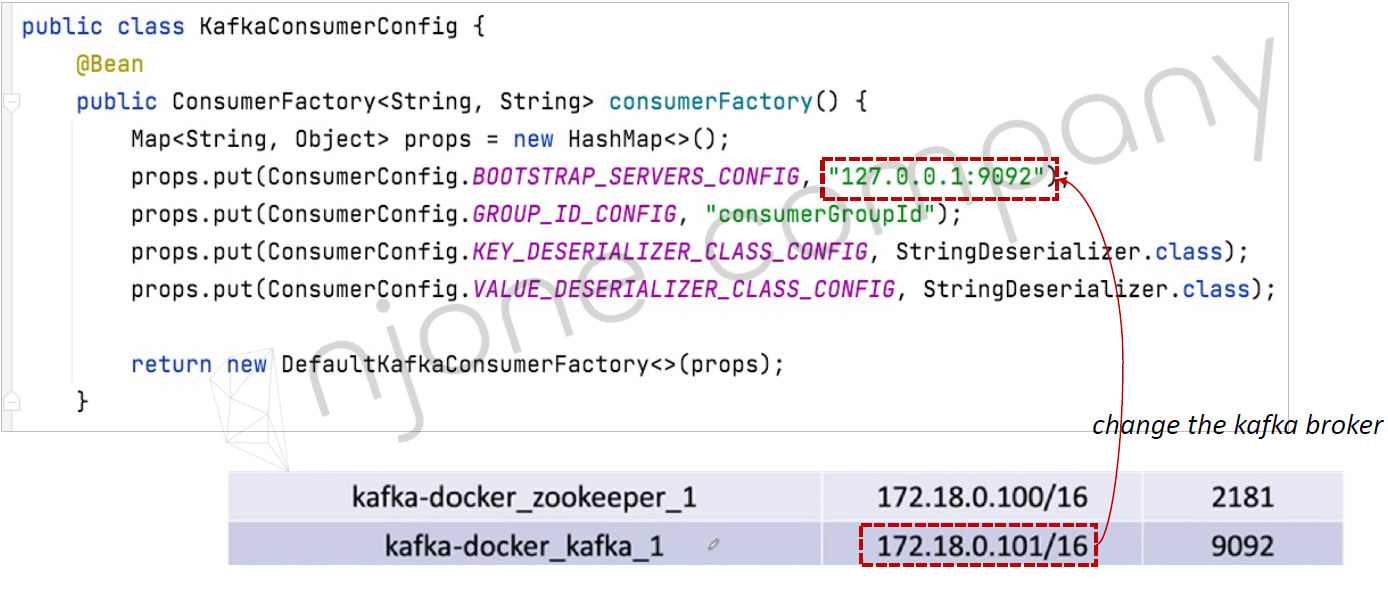 public class KafkaConsumerConfig {
@Bean
public ConsumerFactory<String, String> consumerFactory() {
Map<String, Object> props = new HashMap<>();
props.put(ConsumerConfig.BOOTSTRAP_SERVERS_CONFIG, "127.0.0.1:9092");
props.put(ConsumerConfig.GROUP_ID_CONFIG, "consumerGroupId");
props.put(ConsumerConfig.KEY_DESERIALIZER_CLASS_CONFIG, StringDeserializer.class);
props.put(ConsumerConfig.VALUE_DESERIALIZER_CLASS_CONFIG, StringDeserializer.class);
return new DefaultKafkaConsumerFactory<>(props);
}
njone company
change the kafka broker
kafka-docker_zookeeper_1 172.18.0.100/16 2181
kafka-docker_kafka_1 172.18.0.101/16 9092